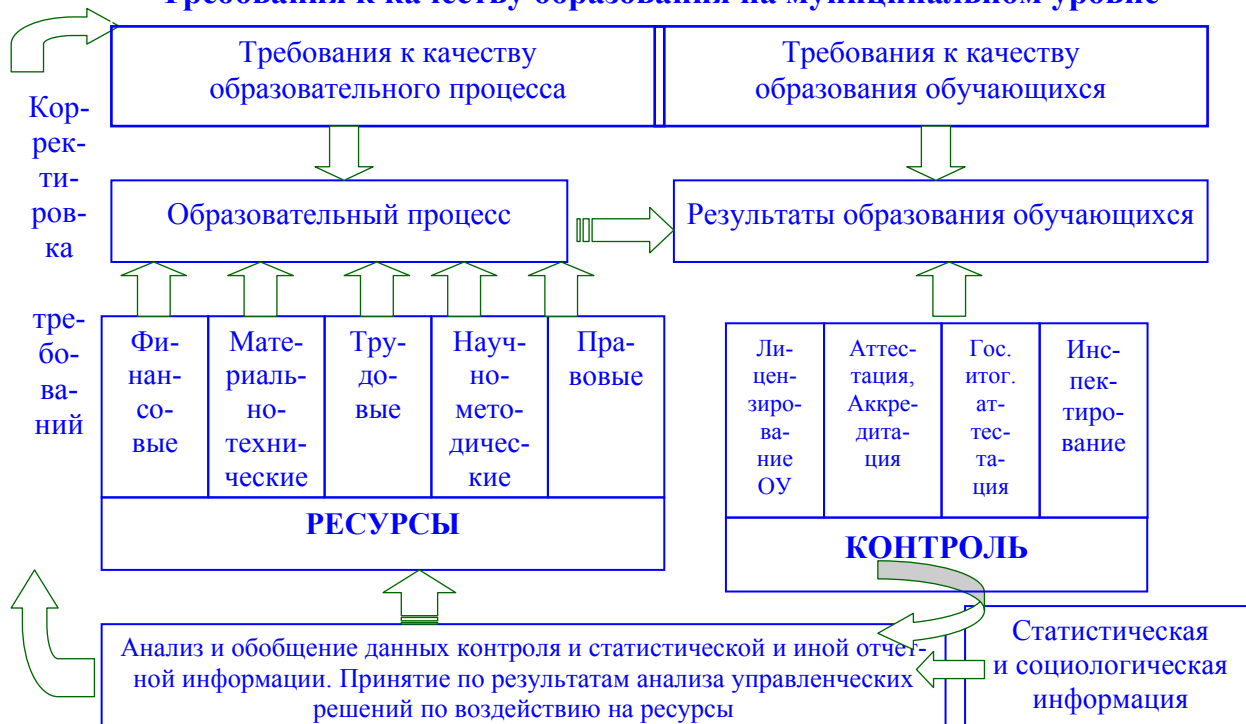 Требования к качеству образования на муниципальном уровне
Требования к качеству
образовательного процесса
Требования к качеству
образования обучающихся
Кор-
рек-
ти-
ров-
ка
тре-
бо-
ва-
ний
Образовательный процесс
Результаты образования обучающихся
Фи-
нан-
со-
вые
Мате-
риаль-
но-
техни-
ческие
Тру-
до-
вые
Науч-
но-
мето-
дичес-
кие
Пра-
вовые
РЕСУРСЫ
Ли-
цен-
зиро-
ва-
ние
ОУ
Аттес-
тация,
Аккре-
дита-
ция
Гос.
итог.
ат-
тес-
та-
ция
Инс-
пек-
тиро-
вание
КОНТРОЛЬ
Анализ и обобщение данных контроля и статистической и иной отчет-
ной информации. Принятие по результатам анализа управленческих
решений по воздействию на ресурсы
Статистическая
и социологическая
информация